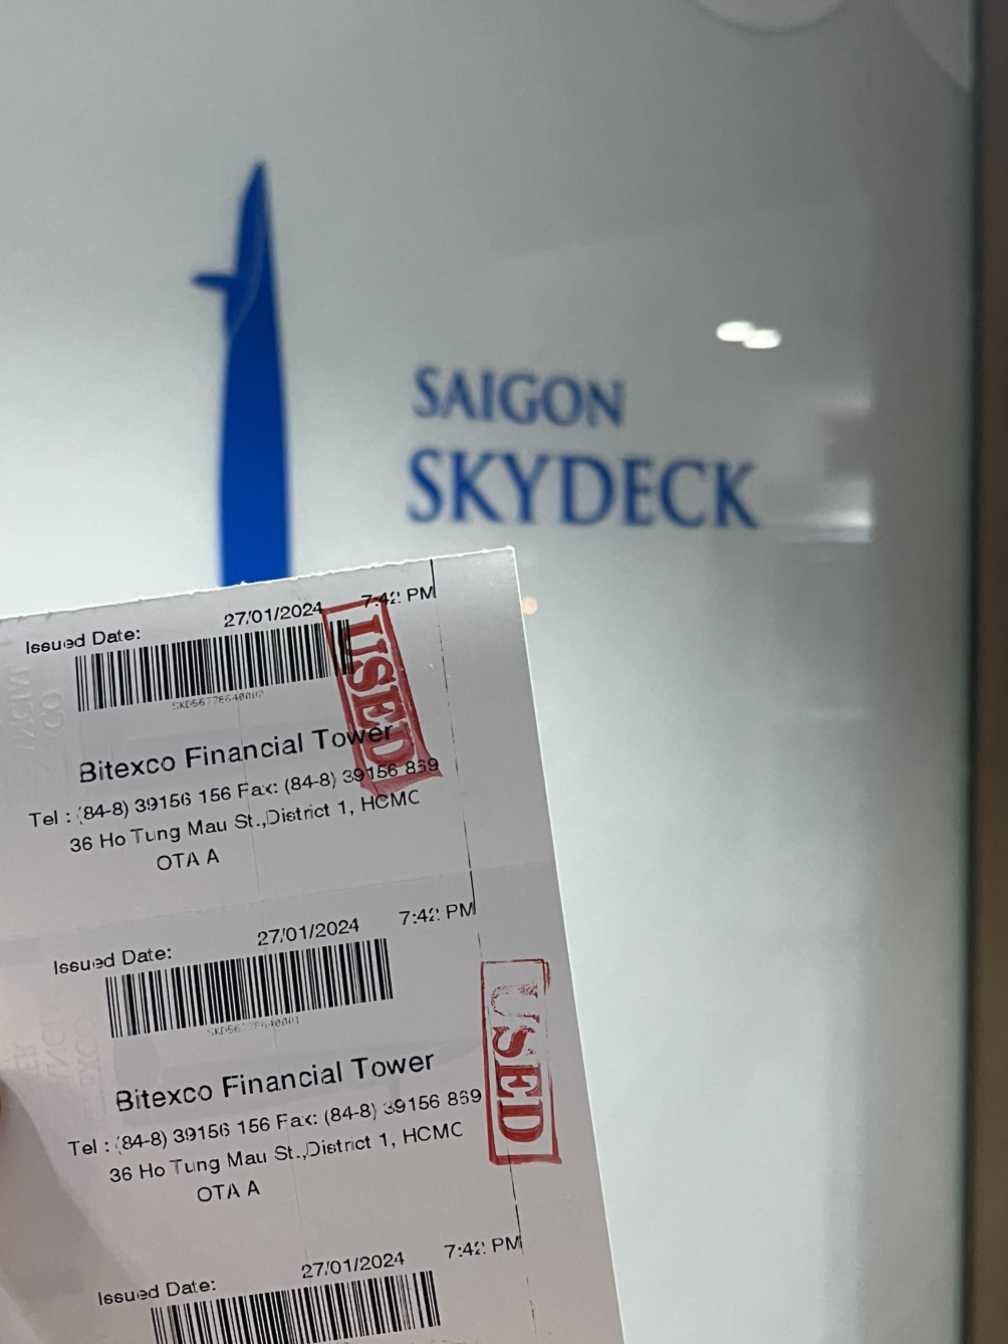 SAIGON
SKYDECK
Issued Date: 27/01/2024 7:42 PM
USED
Bitexco Financial Tower
Tel : (84-8) 39156 156 Fax: (84-8) 39156 869
36 Ho Tung Mau St.,District 1, HCMC
OTA A
Issued Date: 27/01/2024 7:42 PM
USED
Bitexco Financial Tower
Tel : (84-8) 39156 156 Fax: (84-8) 39156 869
36 Ho Tung Mau St.,District 1, HCMC
OTA A
Issued Date: 27/01/2024 7:42 PM